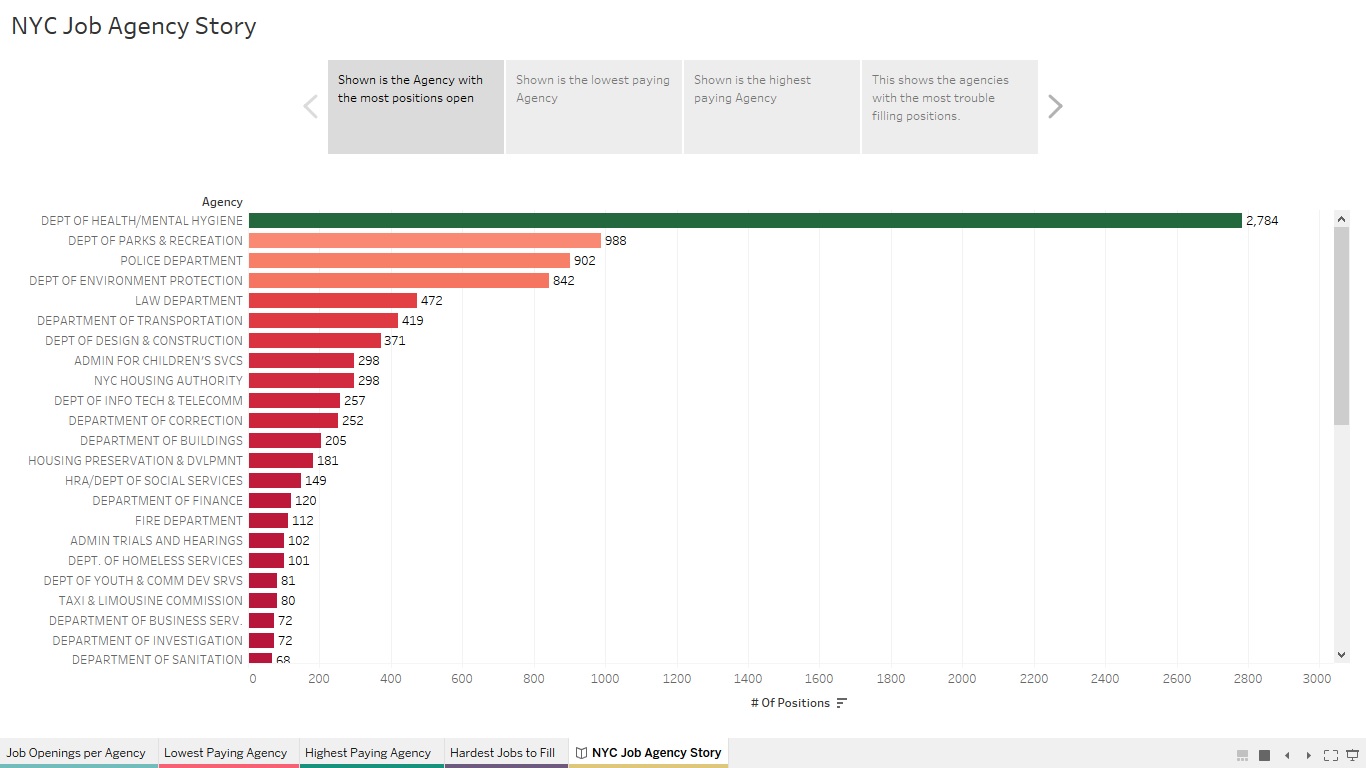 NYC Job Agency Story
Shown is the Agency with
the most positions open
Shown is the lowest paying
Agency
Shown is the highest
paying Agency
This shows the agencies
with the most trouble
filling positions.
Agency
DEPT OF HEALTH/MENTAL HYGIENE 2,784
DEPT OF PARKS & RECREATION 988
POLICE DEPARTMENT 902
DEPT OF ENVIRONMENT PROTECTION 842
LAW DEPARTMENT 472
DEPARTMENT OF TRANSPORTATION 419
DEPT OF DESIGN & CONSTRUCTION 371
ADMIN FOR CHILDREN'S SVCS 298
NYC HOUSING AUTHORITY 298
DEPT OF INFO TECH & TELECOMM 257
DEPARTMENT OF CORRECTION 252
DEPARTMENT OF BUILDINGS 205
HOUSING PRESERVATION & DVLPMNT 181
HRA/DEPT OF SOCIAL SERVICES 149
DEPARTMENT OF FINANCE 120
FIRE DEPARTMENT 112
ADMIN TRIALS AND HEARINGS 102
DEPT. OF HOMELESS SERVICES 101
DEPT OF YOUTH & COMM DEV SRVS 81
TAXI & LIMOUSINE COMMISSION 80
DEPARTMENT OF BUSINESS SERV. 72
DEPARTMENT OF INVESTIGATION 72
DEPARTMENT OF SANITATION 68
0 200 400 600 800 1000 1200 1400 1600 1800 2000 2200 2400 2600 2800 3000
# Of Positions
Job Openings per Agency Lowest Paying Agency Highest Paying Agency Hardest Jobs to Fill NYC Job Agency Story